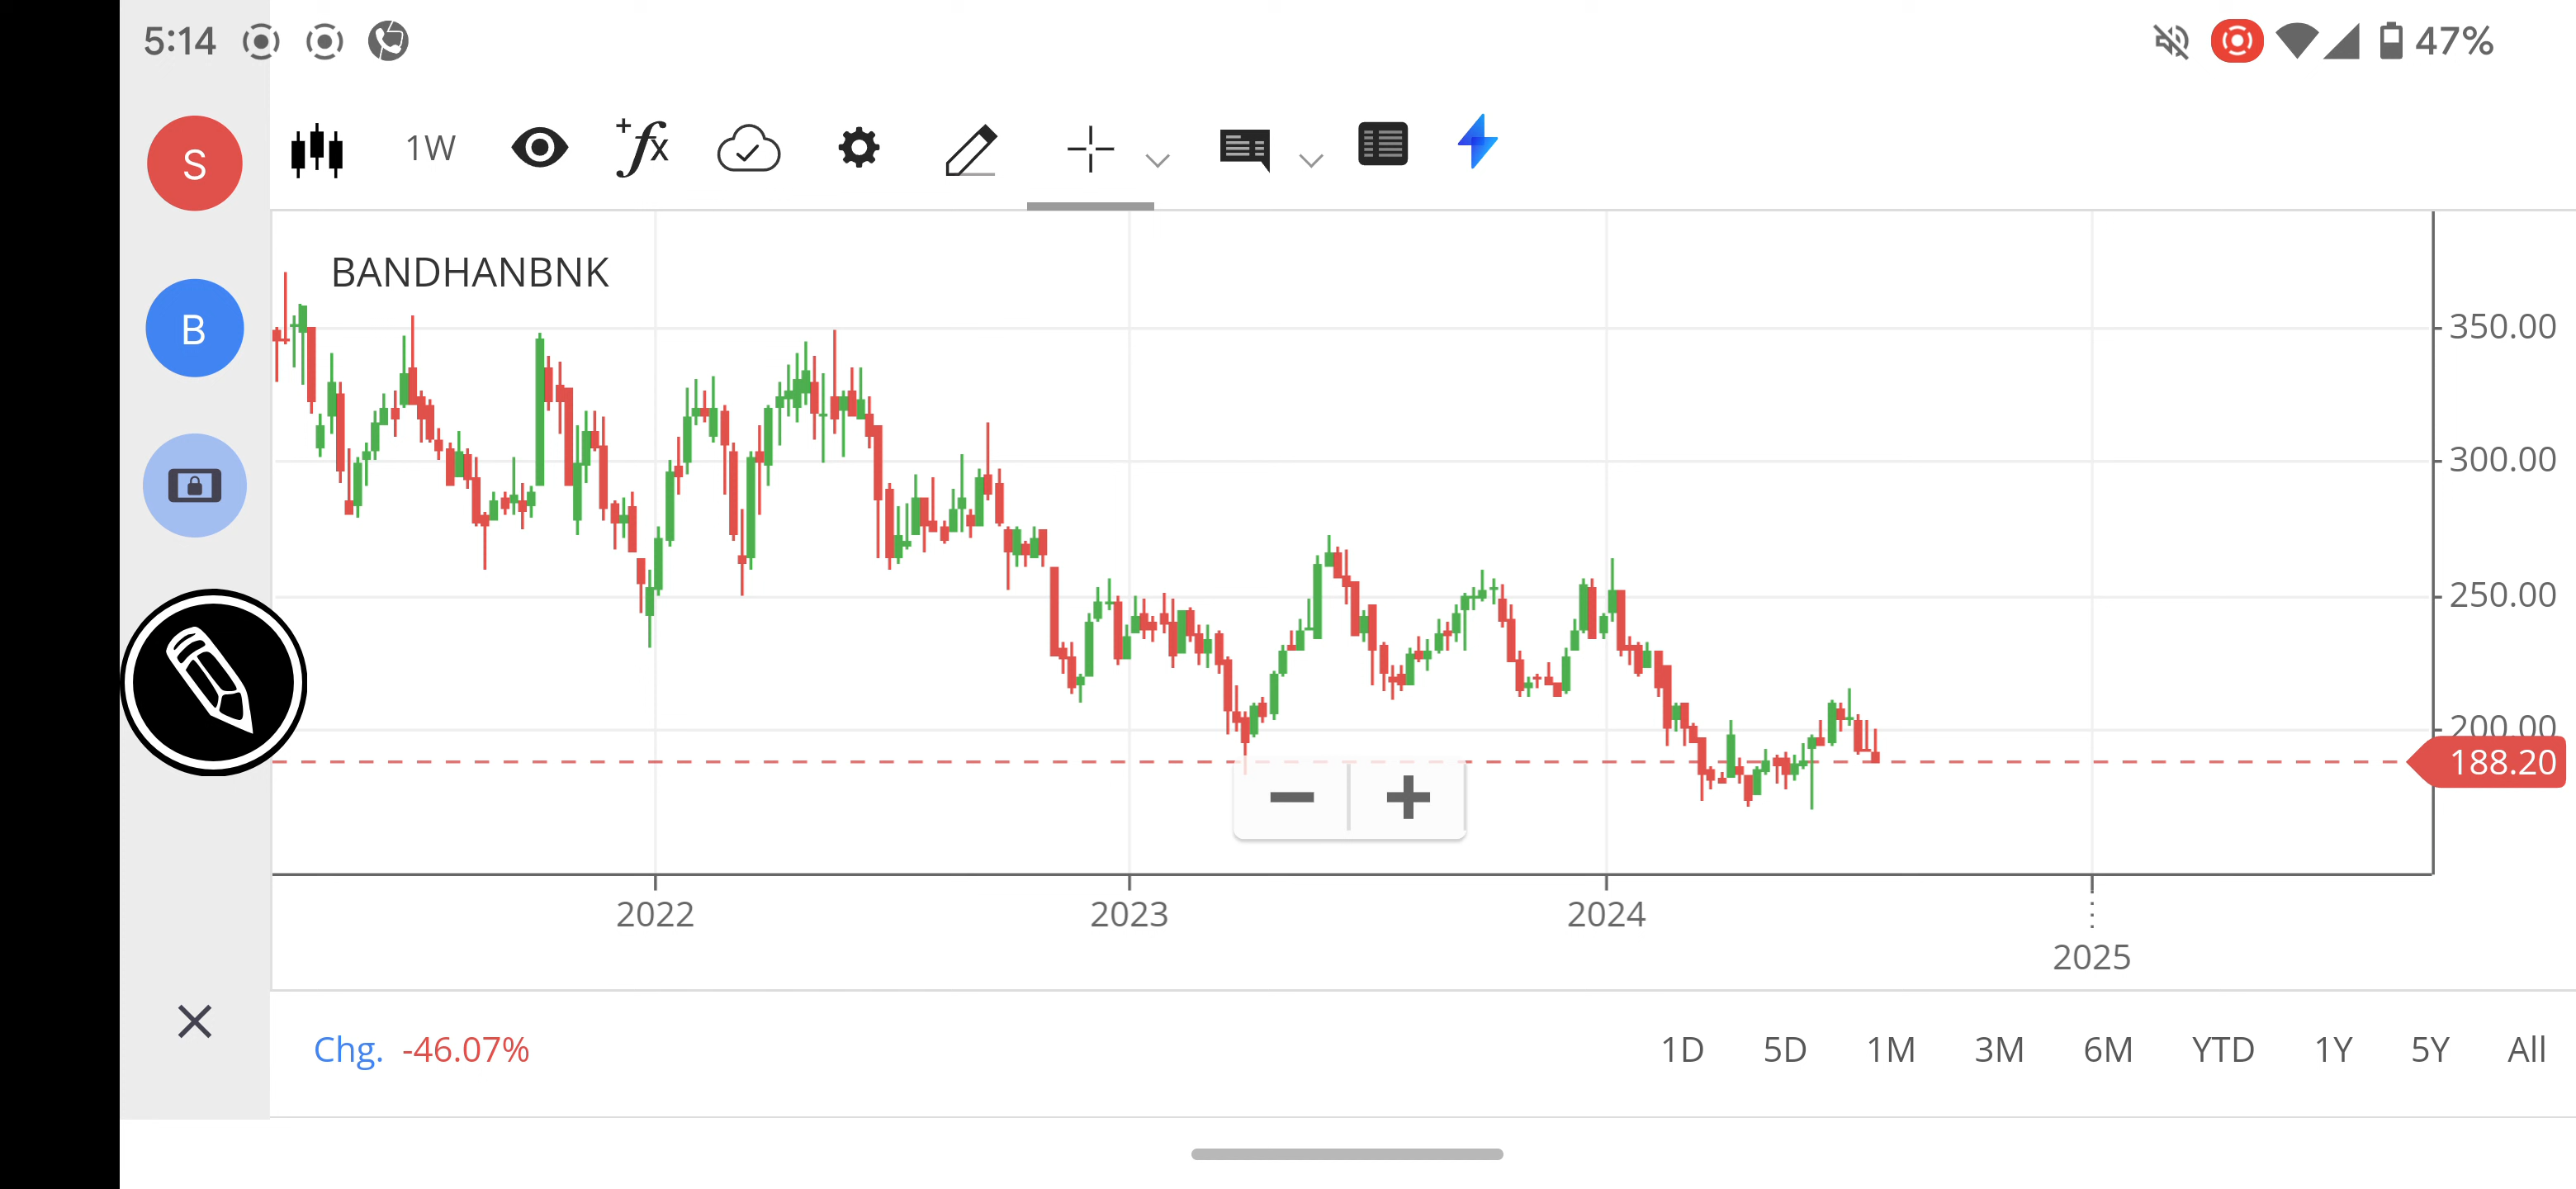 5:14 47%
S
B
1W
+fx
BANDHANBNK
350.00
300.00
250.00
200.00
188.20
2022 2023 2024
2025
Chg. -46.07% 1D 5D 1M 3M 6M YTD 1Y 5Y All